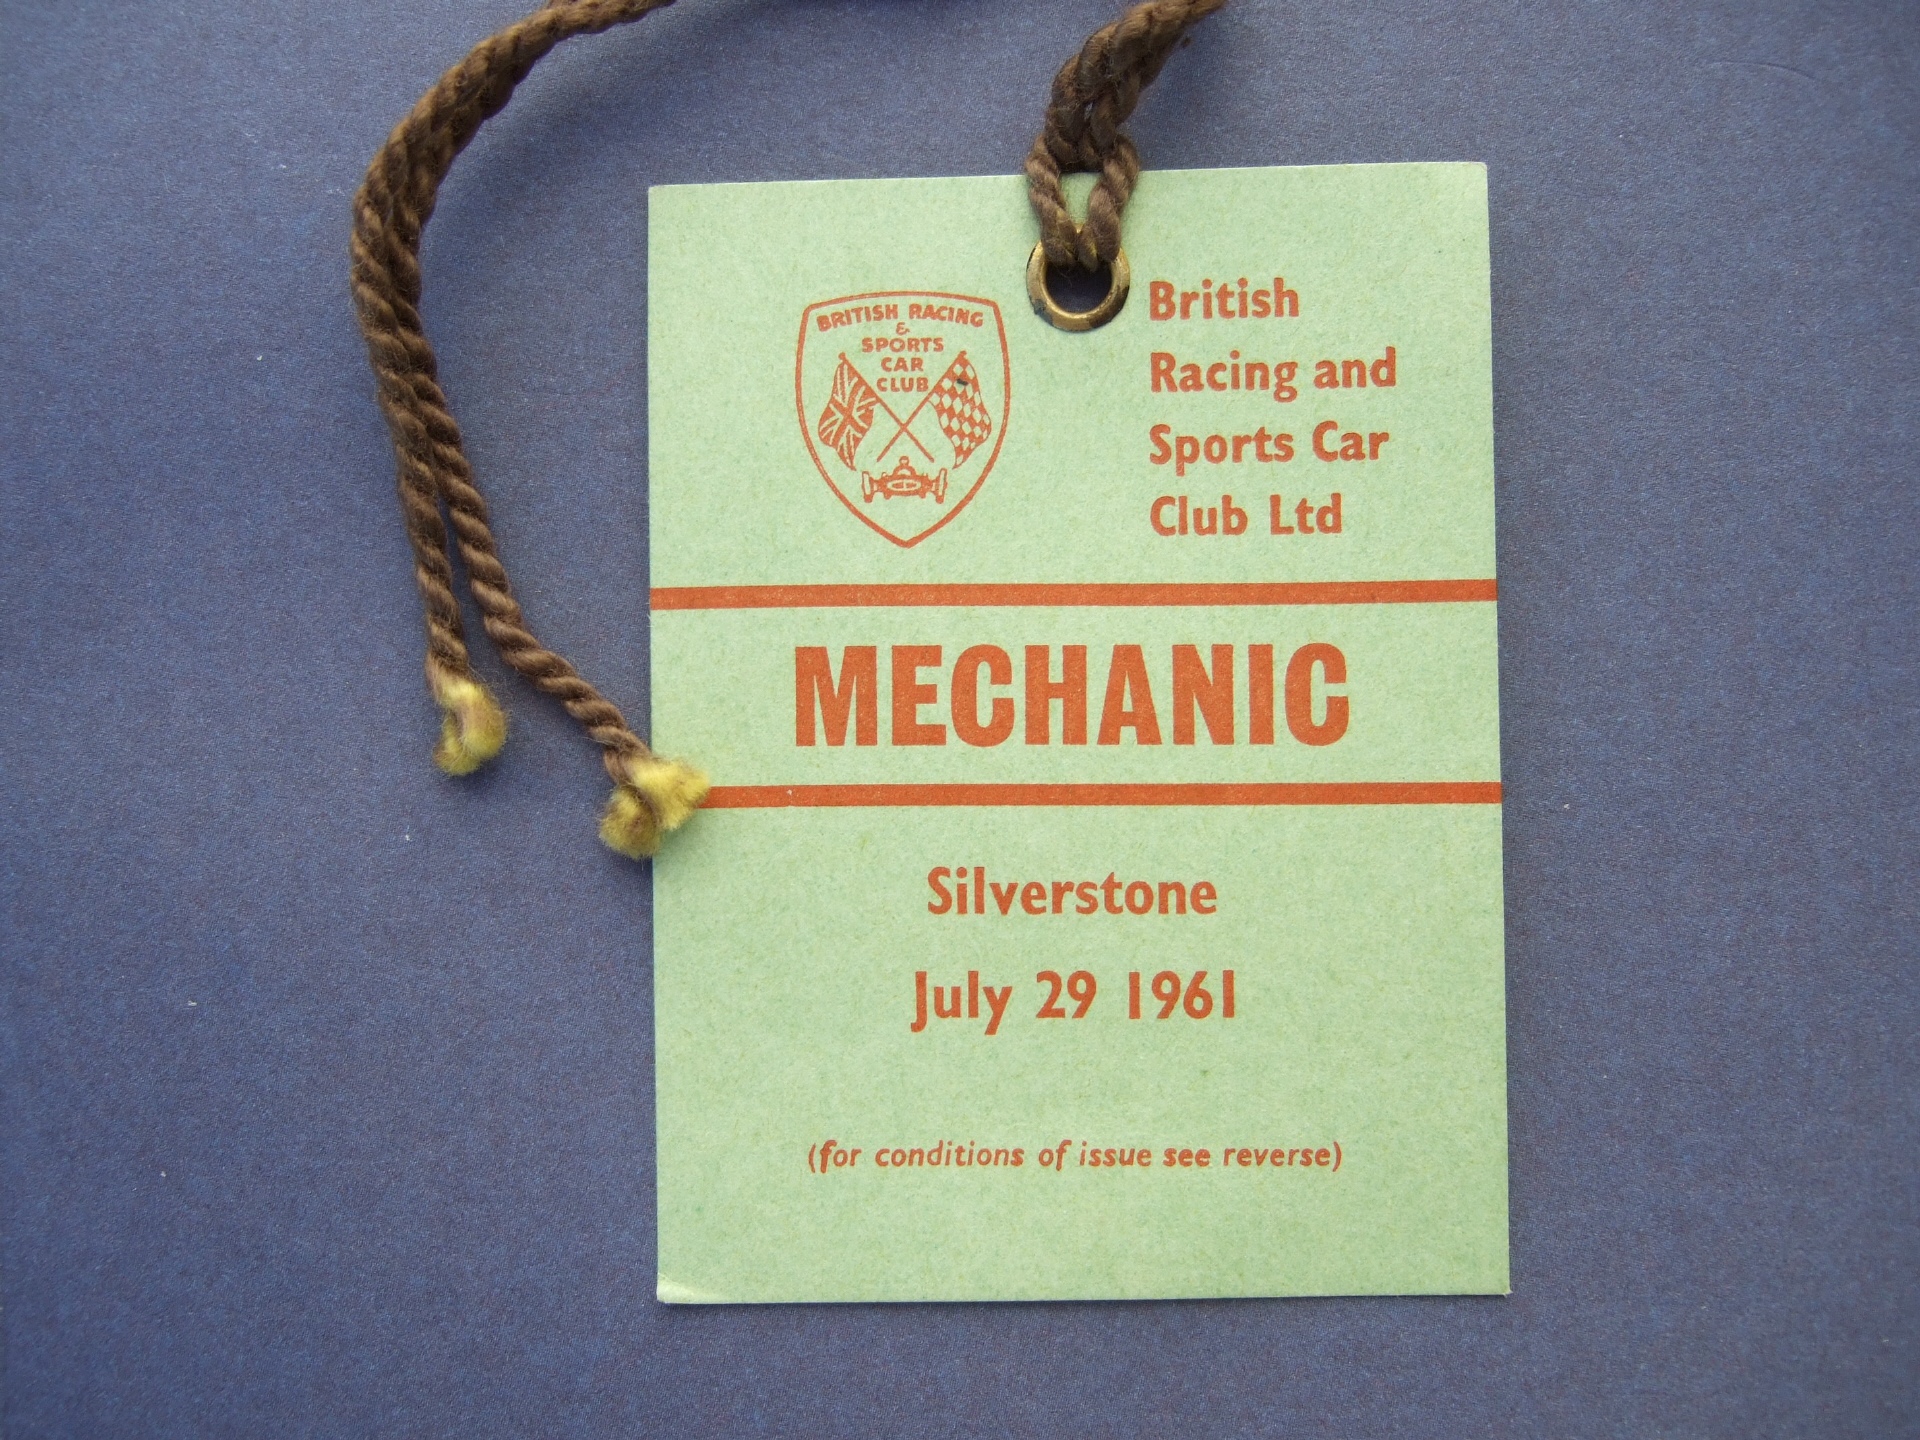 BRITISH RACING
&
SPORTS
CAR
CLUB
British
Racing and
Sports Car
Club Ltd
MECHANIC
Silverstone
July 29 1961
(for conditions of issue see reverse)